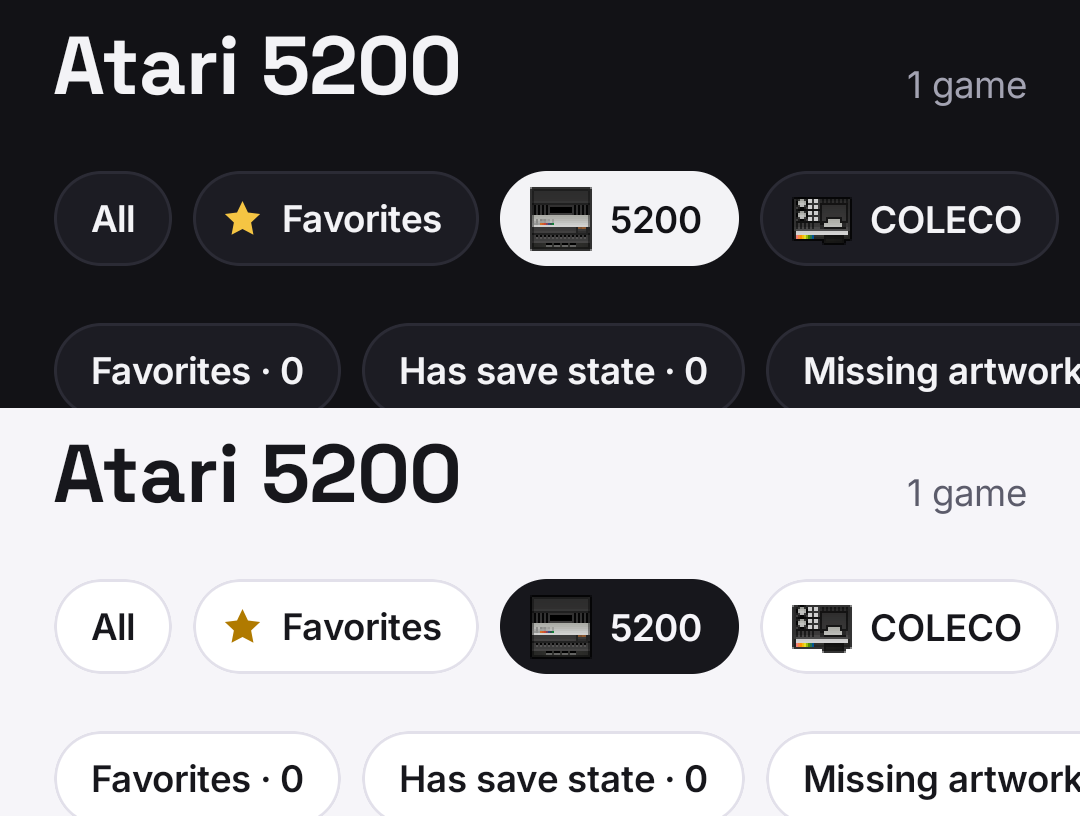 Atari 5200
1 game
All Favorites 5200 COLECO
Favorites · 0 Has save state · 0 Missing artwork
Atari 5200
1 game
All Favorites 5200 COLECO
Favorites · 0 Has save state · 0 Missing artwork